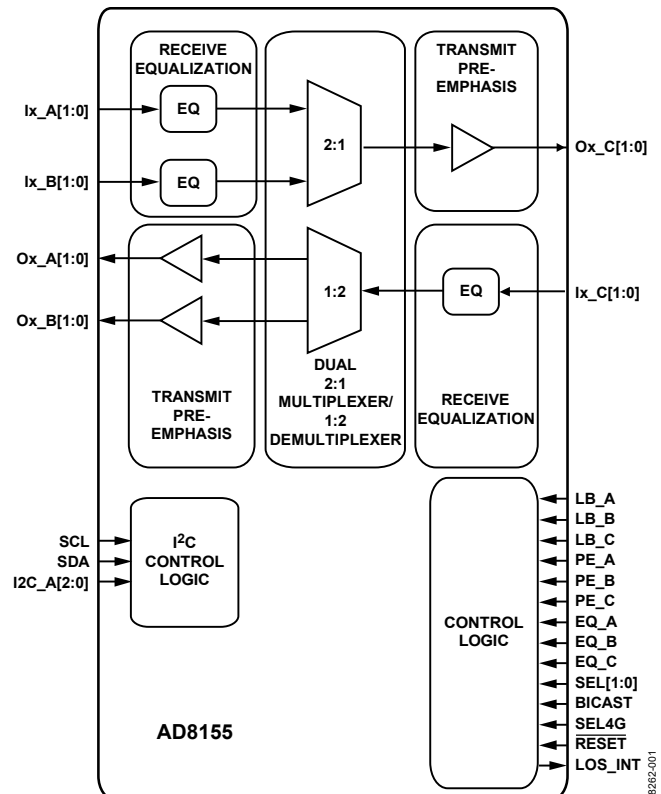 RECEIVE
EQUALIZATION
TRANSMIT
PRE-
EMPHASIS
Ix_A[1:0]
EQ
2:1
Ox_C[1:0]
Ix_B[1:0]
EQ
Ox_A[1:0]
1:2
EQ
Ix_C[1:0]
Ox_B[1:0]
TRANSMIT
PRE-
EMPHASIS
DUAL
2:1
MULTIPLEXER/
1:2
DEMULTIPLEXER
RECEIVE
EQUALIZATION
SCL
SDA
I2C_A[2:0]
I²C
CONTROL
LOGIC
CONTROL
LOGIC
LB_A
LB_B
LB_C
PE_A
PE_B
PE_C
EQ_A
EQ_B
EQ_C
SEL[1:0]
BICAST
SEL4G
RESET
LOS_INT
AD8155
8262-001